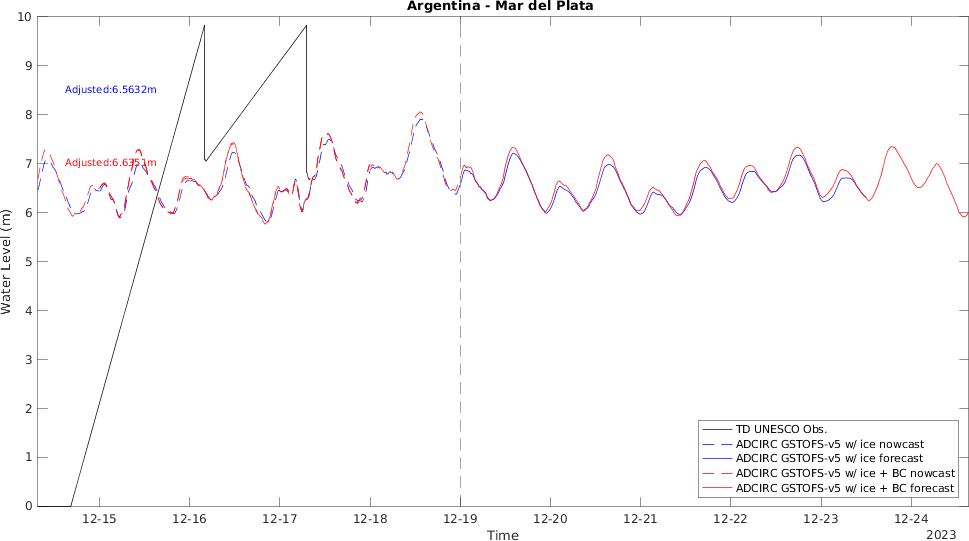 Argentina - Mar del Plata
10
9
Adjusted:6.5632m
8
7
Adjusted:6.6351m
6
5
4
3
2
1
0
Water Level (m)
TD UNESCO Obs.
ADCIRC GSTOFS-v5 w/ ice nowcast
ADCIRC GSTOFS-v5 w/ ice forecast
ADCIRC GSTOFS-v5 w/ ice + BC nowcast
ADCIRC GSTOFS-v5 w/ ice + BC forecast
12-15 12-16 12-17 12-18 12-19 12-20 12-21 12-22 12-23 12-24
Time
2023